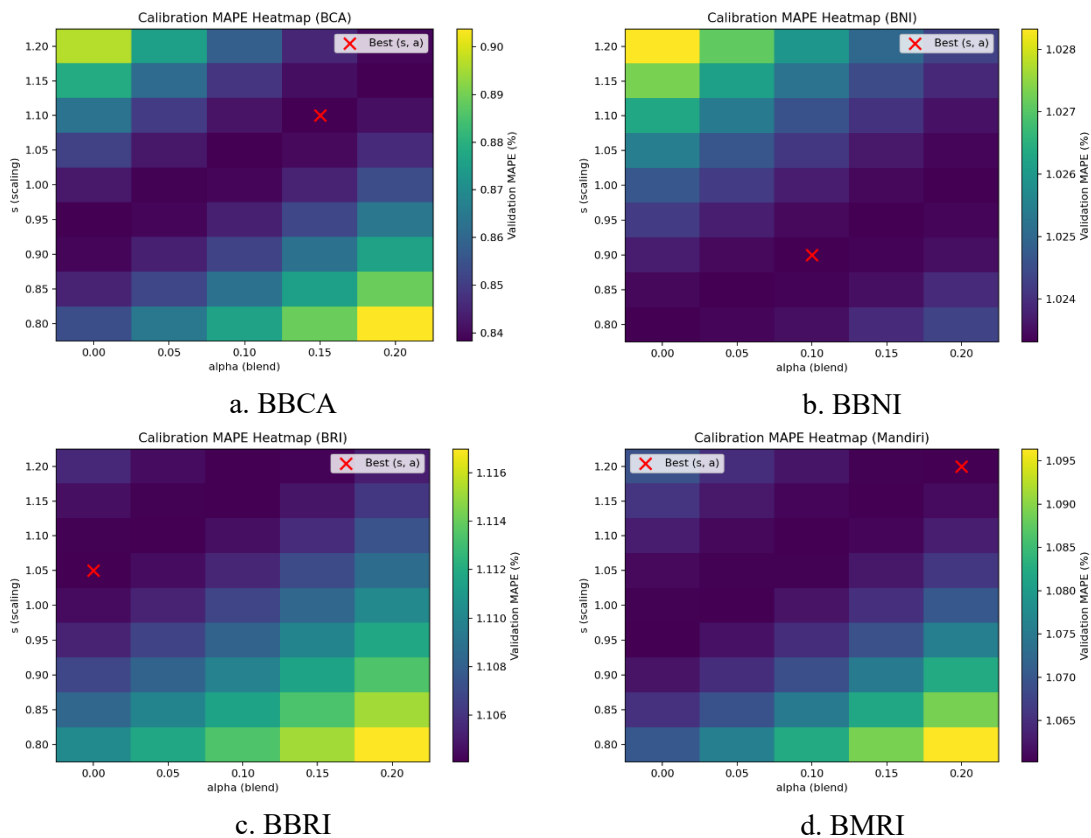 Calibration MAPE Heatmap (BCA)
1.20
1.15
1.10
1.05
1.00
0.95
0.90
0.85
0.80
s (scaling)
Best (s, a)
0.00 0.05 0.10 0.15 0.20
alpha (blend)
0.90
0.89
0.88
0.87
0.86
0.85
0.84
Validation MAPE (%)
a. BBCA
Calibration MAPE Heatmap (BNI)
1.20
1.15
1.10
1.05
1.00
0.95
0.90
0.85
0.80
s (scaling)
Best (s, a)
0.00 0.05 0.10 0.15 0.20
alpha (blend)
1.028
1.027
1.026
1.025
1.024
Validation MAPE (%)
b. BBNI
Calibration MAPE Heatmap (BRI)
1.20
1.15
1.10
1.05
1.00
0.95
0.90
0.85
0.80
s (scaling)
Best (s, a)
0.00 0.05 0.10 0.15 0.20
alpha (blend)
1.116
1.114
1.112
1.110
1.108
1.106
Validation MAPE (%)
c. BBRI
Calibration MAPE Heatmap (Mandiri)
1.20
1.15
1.10
1.05
1.00
0.95
0.90
0.85
0.80
s (scaling)
Best (s, a)
0.00 0.05 0.10 0.15 0.20
alpha (blend)
1.095
1.090
1.085
1.080
1.075
1.070
1.065
Validation MAPE (%)
d. BMRI